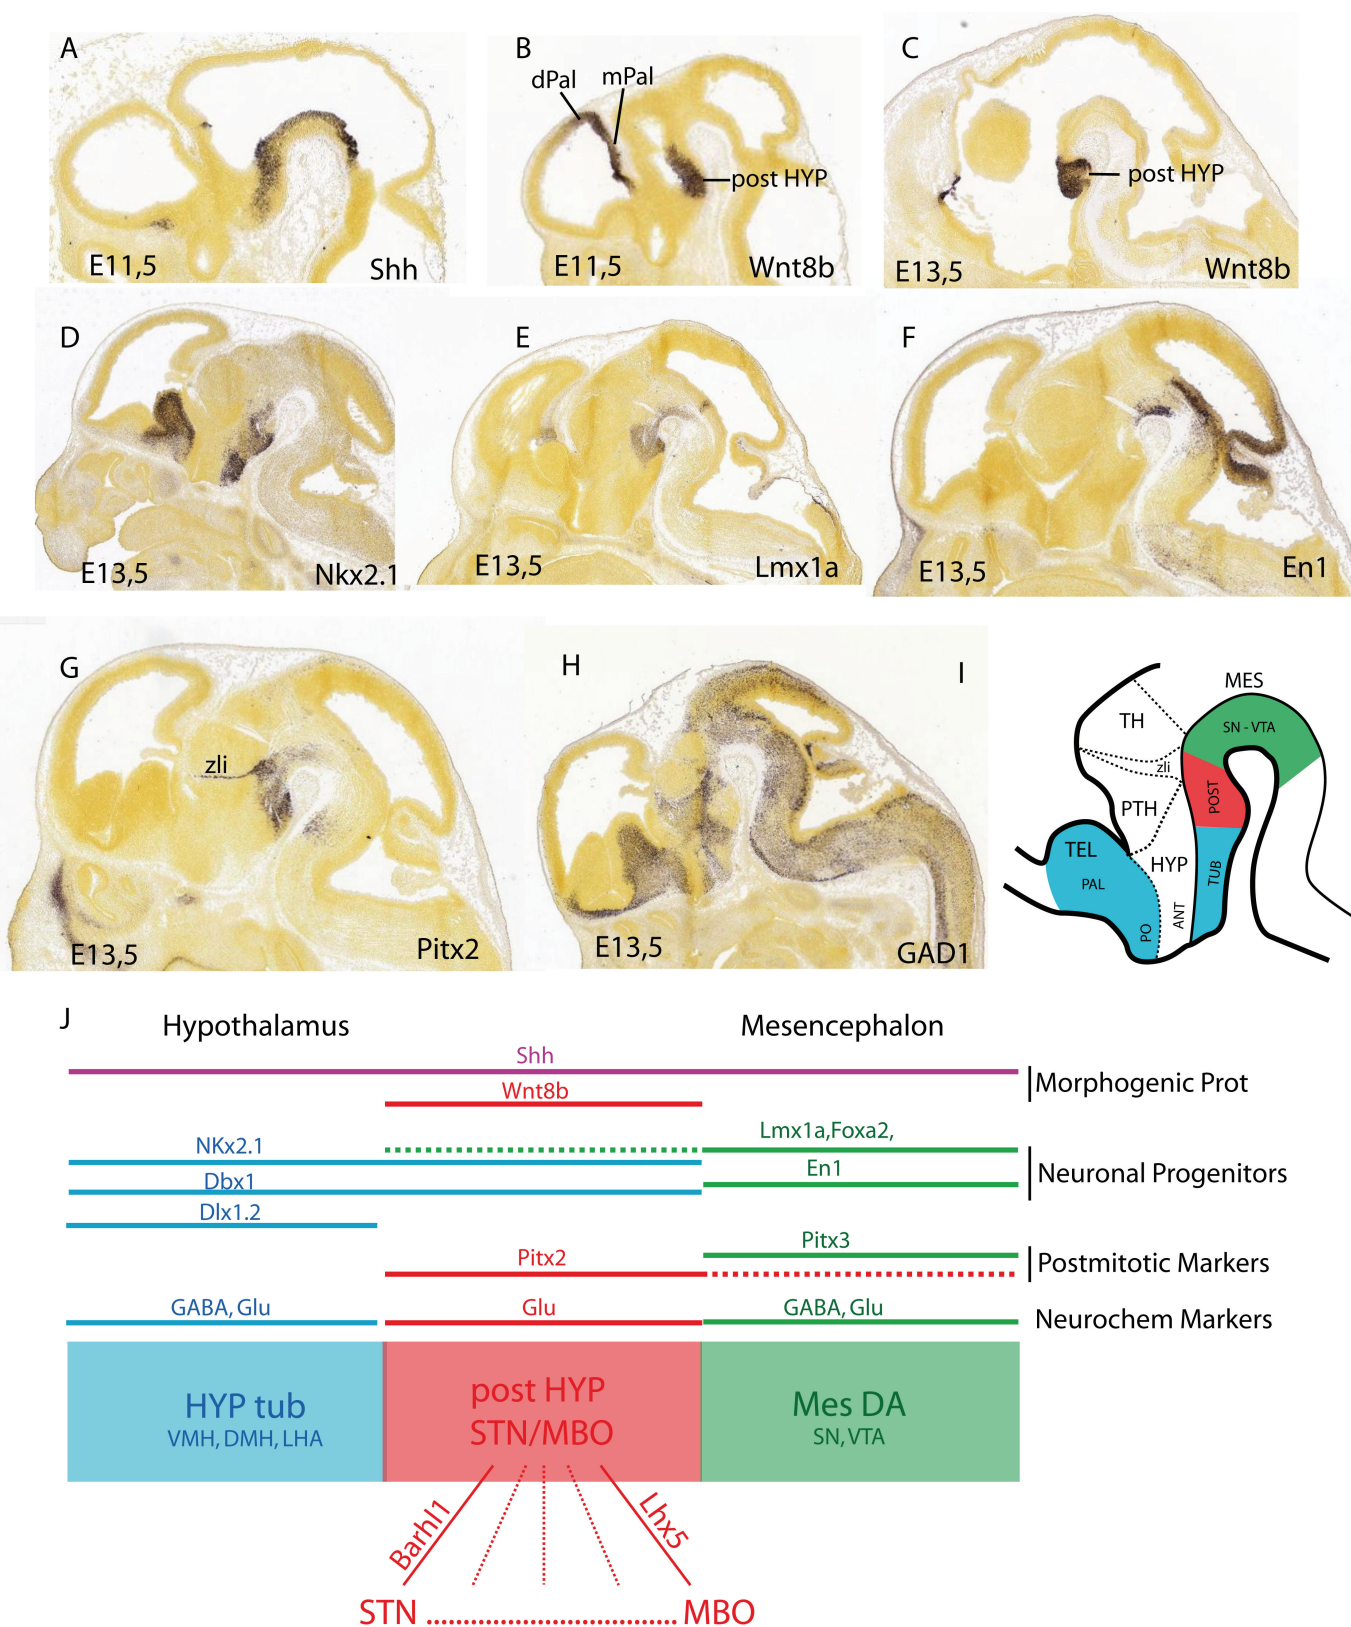 A
E11,5
Shh
B
dPal
mPal
post HYP
E11,5
Wnt8b
C
post HYP
E13,5
Wnt8b
D
E13,5
Nkx2.1
E
E13,5
Lmx1a
F
E13,5
En1
G
zli
E13,5
Pitx2
H
E13,5
GAD1
I
MES
TH
SN - VTA
zli
POST
PTH
TEL
HYP
PAL
TUB
ANT
PO
J
Hypothalamus
Mesencephalon
Shh
Morphogenic Prot
Wnt8b
Lmx1a,Foxa2,
NKx2.1
En1
Neuronal Progenitors
Dbx1
Dlx1.2
Pitx3
Pitx2
Postmitotic Markers
GABA, Glu
Glu
GABA, Glu
Neurochem Markers
HYP tub
VMH, DMH, LHA
post HYP
STN/MBO
Mes DA
SN, VTA
Barhl1
Lhx5
STN
MBO